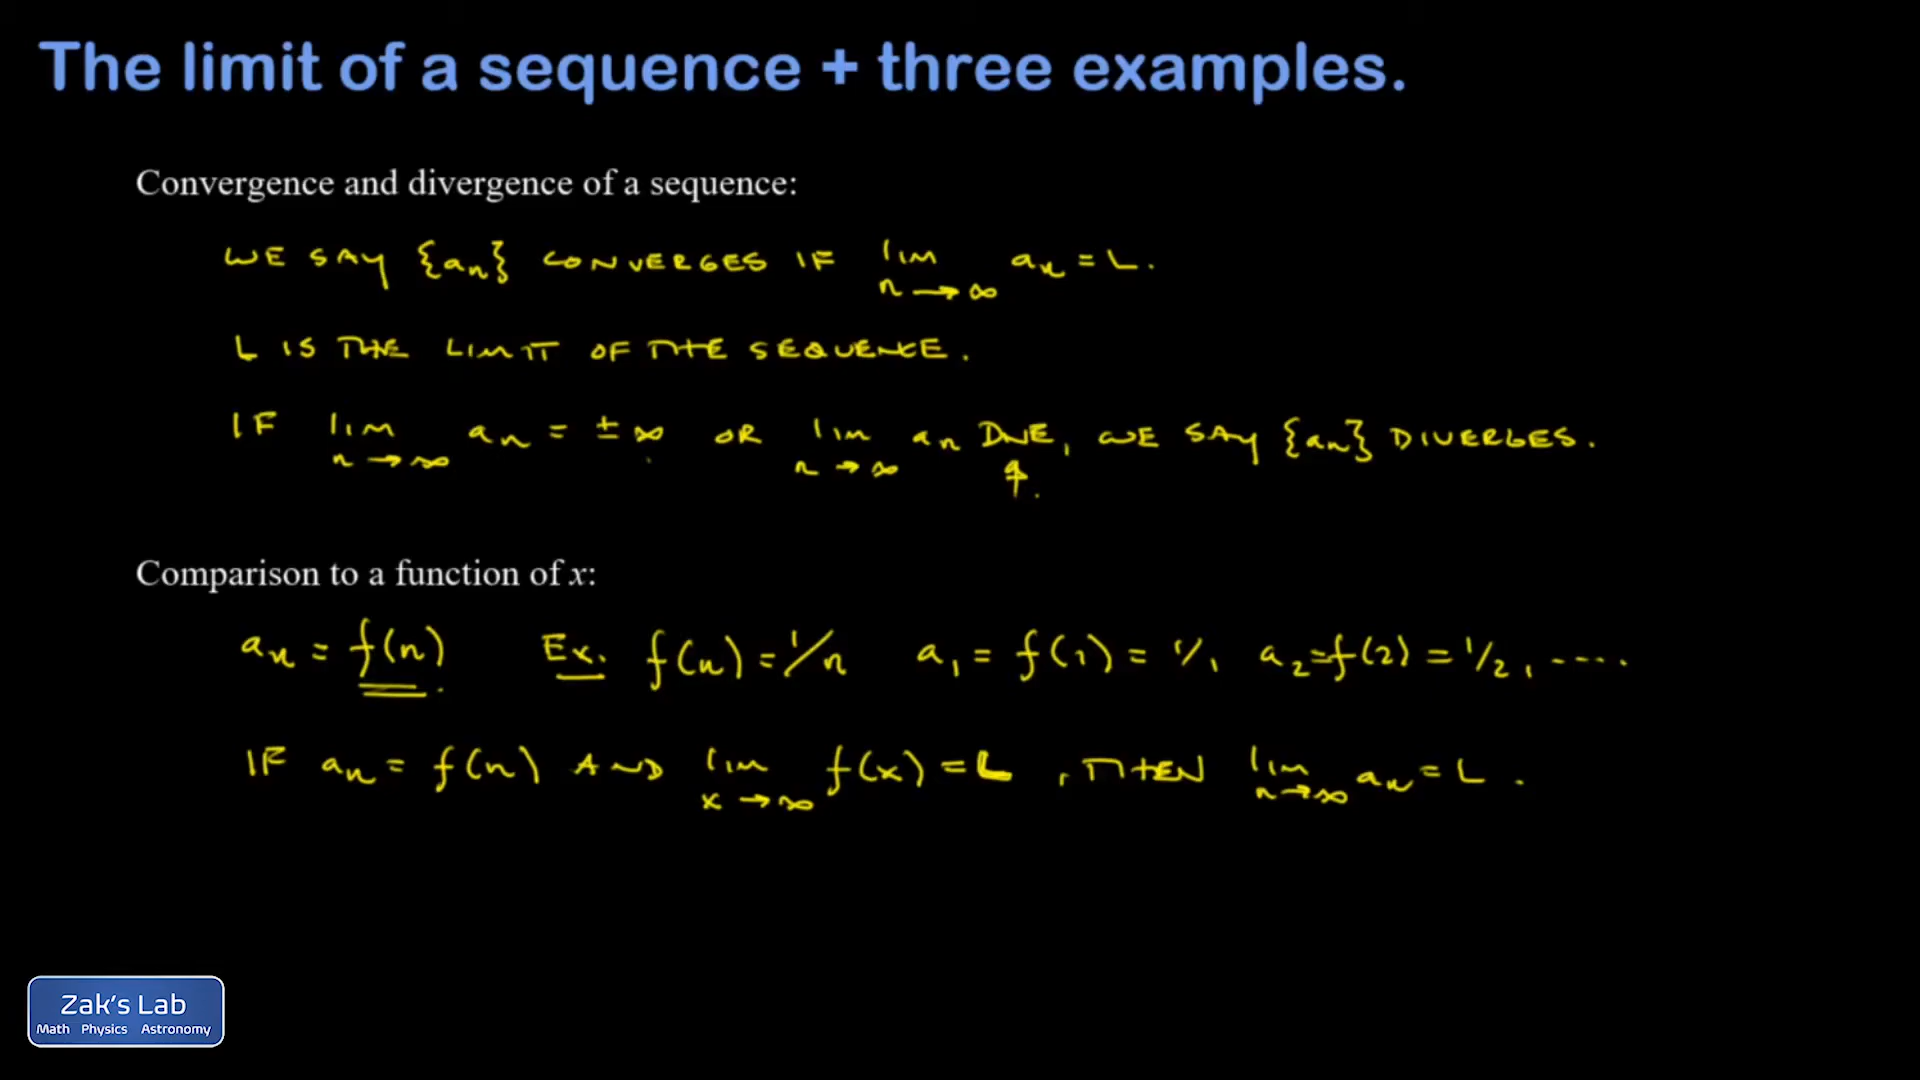 The limit of a sequence + three examples.
Convergence and divergence of a sequence:
WE SAY {aₙ} CONVERGES IF lim n→∞ aₙ = L.
L IS THE LIMIT OF THE SEQUENCE.
IF lim n→∞ aₙ = ±∞ OR lim n→∞ aₙ DNE, WE SAY {aₙ} DIVERGES.
Comparison to a function of x:
aₙ = f(n) Ex. f(n) = 1/n a₁ = f(1) = 1/1 a₂ = f(2) = 1/2, ....
IF aₙ = f(n) AND lim x→∞ f(x) = L, THEN lim n→∞ aₙ = L.
Zak's Lab
Math Physics Astronomy